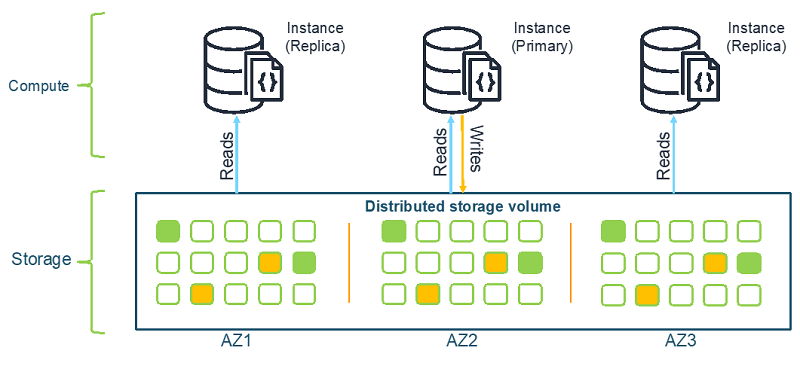 Instance
(Replica)
Instance
(Primary)
Instance
(Replica)
Compute
{}
{}
{}
Reads
Reads
Writes
Reads
Distributed storage volume
Storage
AZ1
AZ2
AZ3